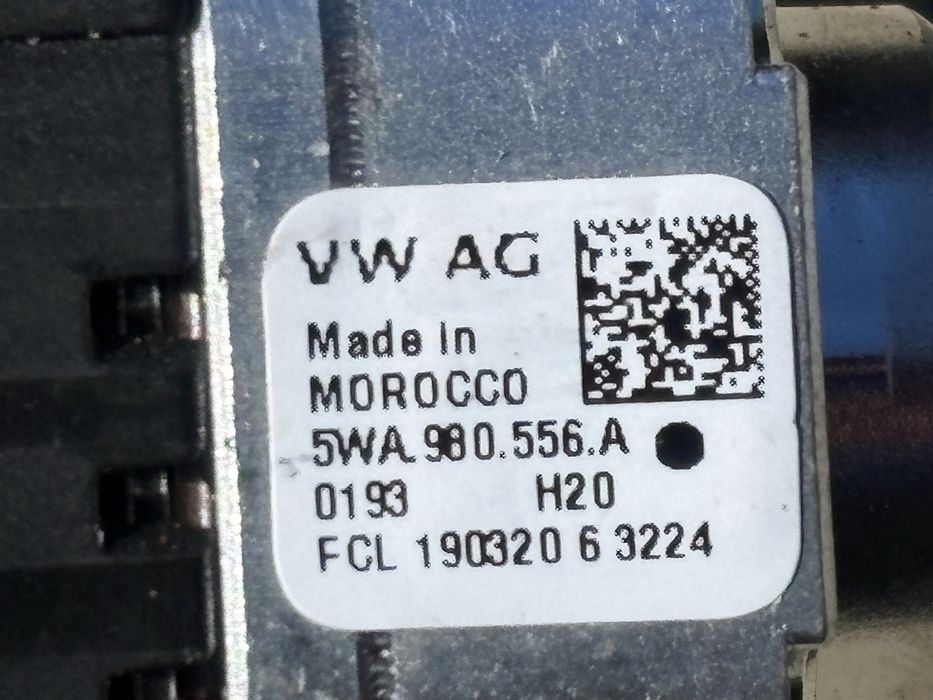 VW AG
Made in
MOROCCO
5WA.980.556.A
0193 H20
FCL 190320 6 3224